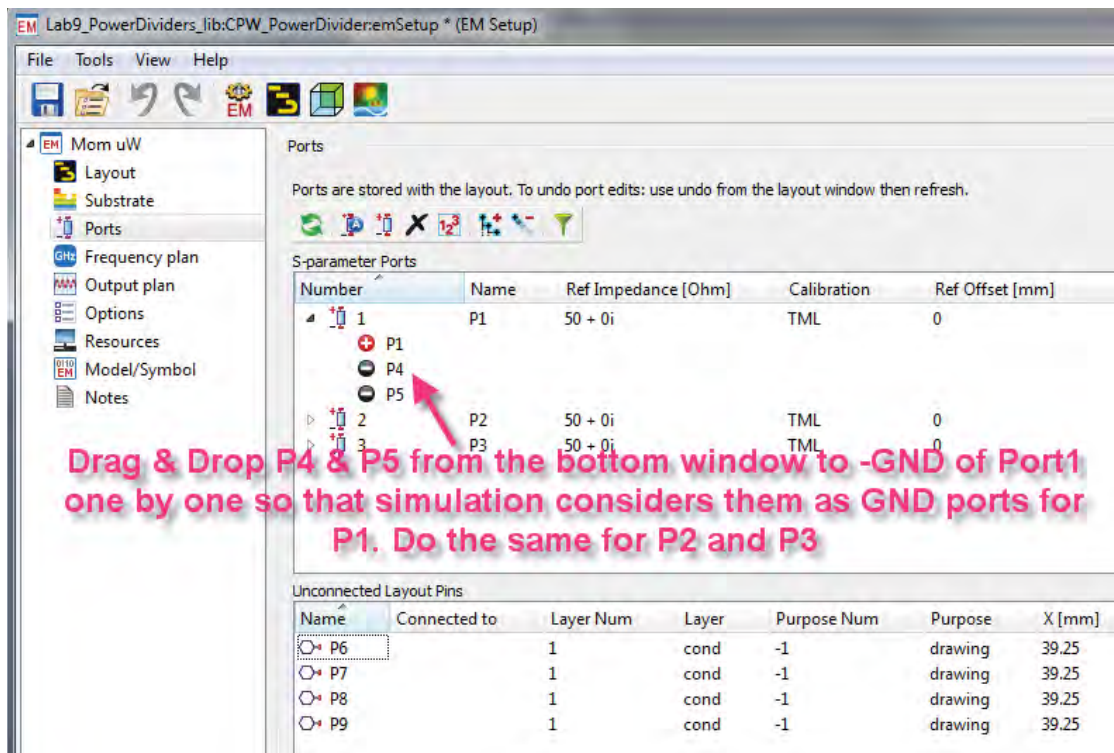 EM Lab9_PowerDividers_lib:CPW_PowerDivider:emSetup * (EM Setup)
File Tools View Help
EM
EM Mom uW
Layout
Substrate
Ports
GHz Frequency plan
Output plan
Options
Resources
0110 EM Model/Symbol
Notes
Ports
Ports are stored with the layout. To undo port edits: use undo from the layout window then refresh.
S-parameter Ports
Number Name Ref Impedance [Ohm] Calibration Ref Offset [mm]
1 P1 50 + 0i TML 0
P1
P4
P5
2 P2 50 + 0i TML 0
3 P3 50 + 0i TML 0
Drag & Drop P4 & P5 from the bottom window to -GND of Port1
one by one so that simulation considers them as GND ports for
P1. Do the same for P2 and P3
Unconnected Layout Pins
Name Connected to Layer Num Layer Purpose Num Purpose X [mm]
P6 1 cond -1 drawing 39.25
P7 1 cond -1 drawing 39.25
P8 1 cond -1 drawing 39.25
P9 1 cond -1 drawing 39.25